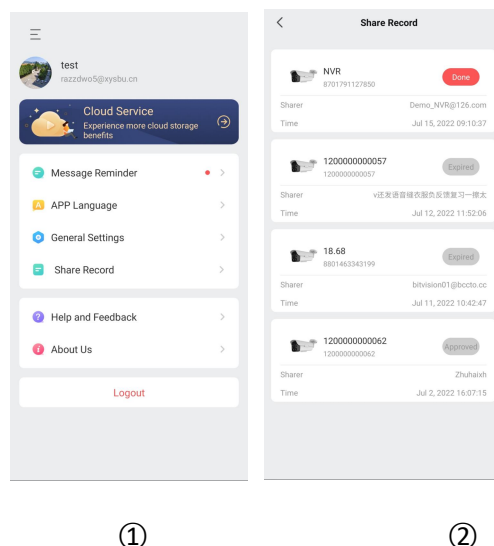 test
razzdwo5@xysbu.cn
Cloud Service
Experience more cloud storage
benefits
Message Reminder
A
APP Language
General Settings
Share Record
?
Help and Feedback
i
About Us
Logout
①
Share Record
NVR
8701791127850
Done
Sharer Demo_NVR@126.com
Time Jul 15, 2022 09:10:37
1200000000057
1200000000057
Expired
Sharer
Time Jul 12, 2022 11:52:06
18.68
8801463343199
Expired
Sharer bitvision01@bccto.cc
Time Jul 11, 2022 10:42:47
1200000000062
1200000000062
Approved
Sharer Zhuhaixh
Time Jul 2, 2022 16:07:15
②